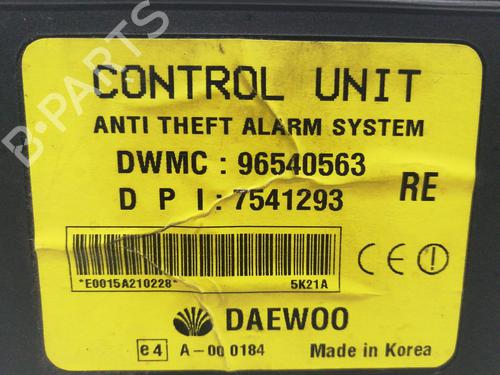 B-PARTS
CONTROL UNIT
ANTI THEFT ALARM SYSTEM
DWMC : 96540563
D P I : 7541293
RE
*E0015A210228* 5K21A
CE
DAEWOO
e4 A-00 0184 Made in Korea